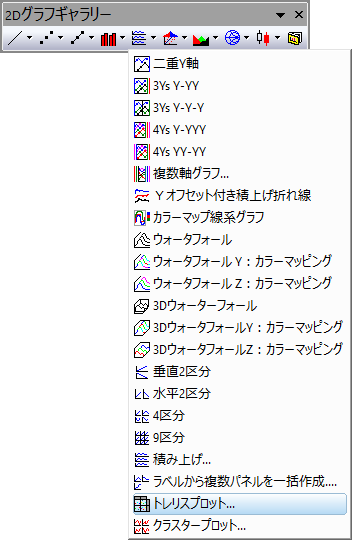 2Dグラフギャラリー
二重Y軸
3Ys Y-YY
3Ys Y-Y-Y
4Ys Y-YYY
4Ys YY-YY
複数軸グラフ...
Yオフセット付き積上げ折れ線
カラーマップ線系グラフ
ウォータフォール
ウォータフォールY：カラーマッピング
ウォータフォールZ：カラーマッピング
3Dウォーターフォール
3DウォータフォールY：カラーマッピング
3DウォータフォールZ：カラーマッピング
垂直2区分
水平2区分
4区分
9区分
積み上げ...
ラベルから複数パネルを一括作成....
トレリスプロット...
クラスタープロット...